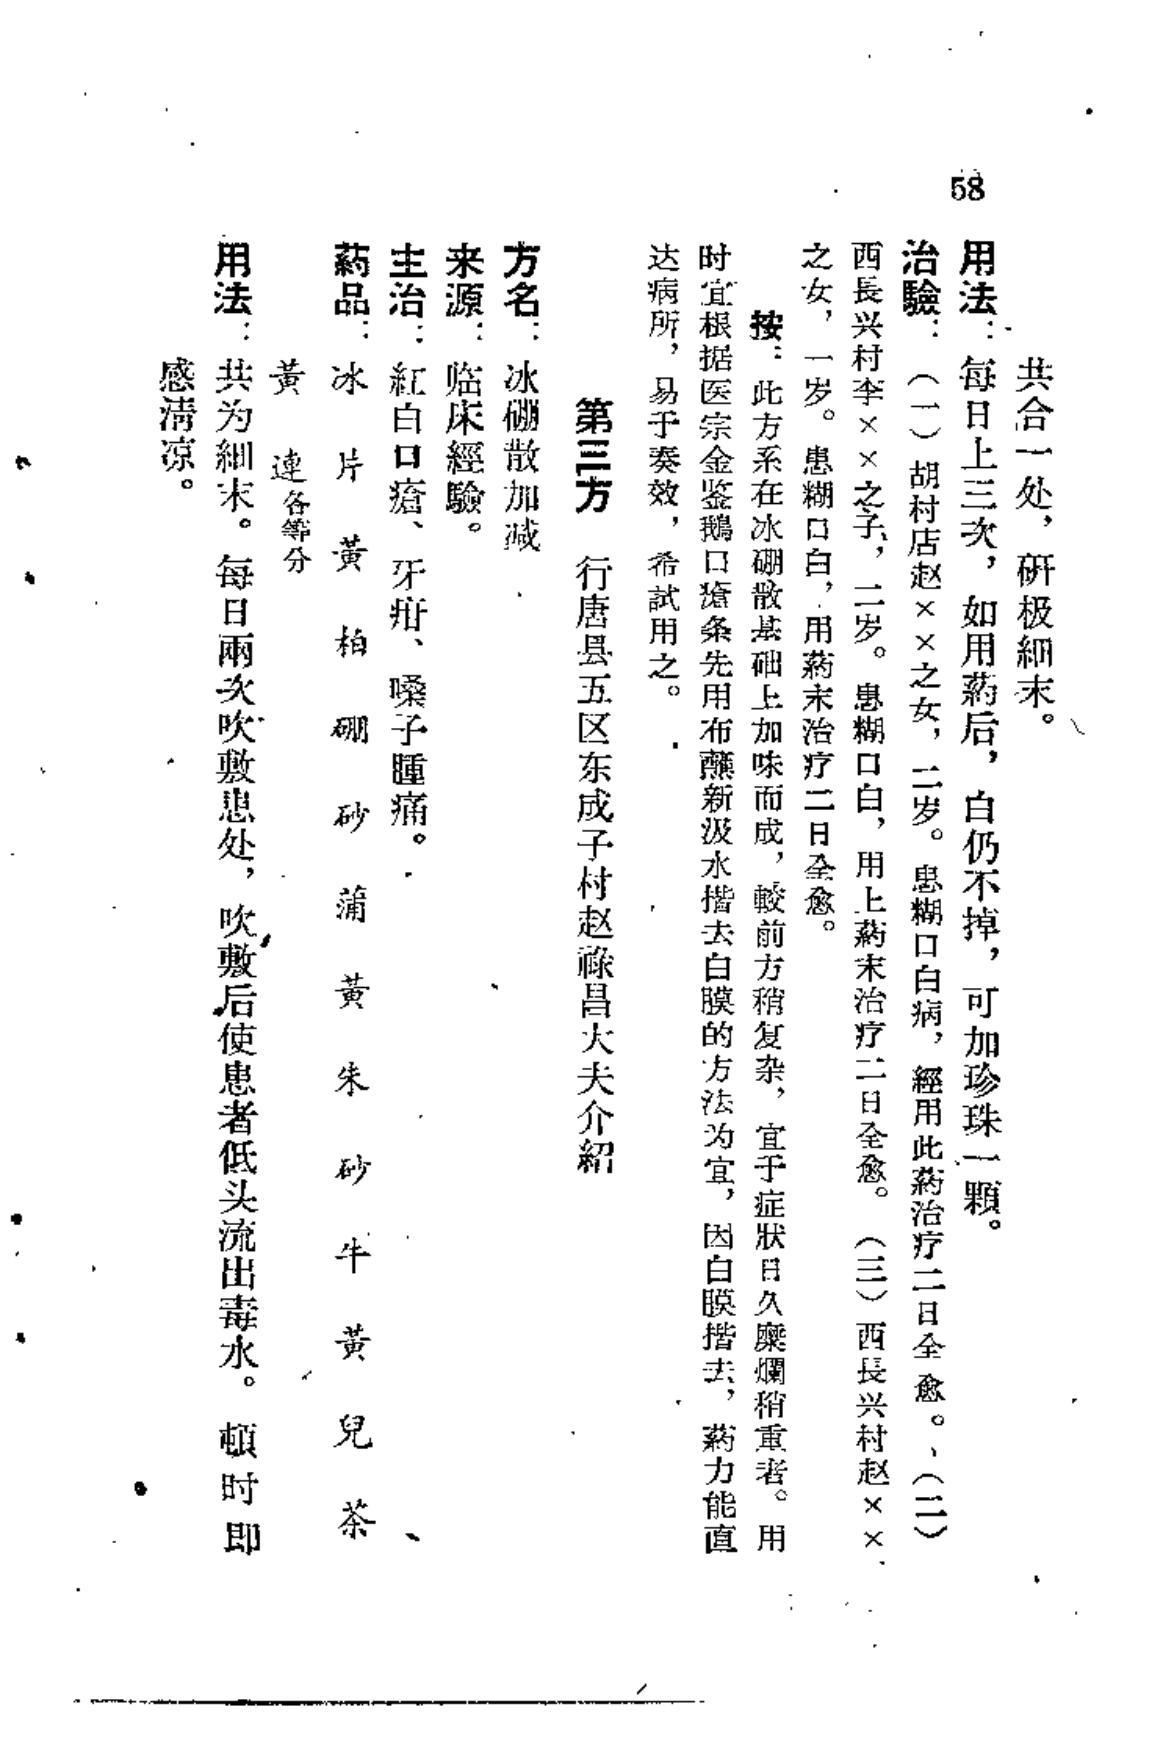 58
共合一处，研极細末。
用法：每日上三次，如用葯后，白仍不掉，可加珍珠一顆。
治驗：（一）胡村店赵××之女，二岁。患糊口白病，經用此葯治疗二日全愈。（二）
西長兴村李××之子，二岁。患糊口白，用上葯末治疗二日全愈。（三）西長兴村赵××
之女，一岁。患糊口白，用葯末治疗二日全愈。
按：此方系在冰硼散基础上加味而成，較前方稍复杂，宜于症狀日久糜爛稍重者。用
时宜根据医宗金鉴鵝口瘡条先用布蘸新汲水揩去白膜的方法为宜，因白膜揩去，葯力能直
达病所，易于奏效，希試用之。
第三方　行唐县五区东成子村赵祿昌大夫介紹
方名：冰硼散加减
来源：临床經驗。
主治：紅白口瘡、牙疳、嗓子腫痛。
葯品：冰片　黃柏　硼砂　蒲黃　朱砂　牛黃　兒茶
黃連各等分
用法：共为細末。每日兩次吹敷患处，吹敷后使患者低头流出毒水。頓时即
感淸凉。